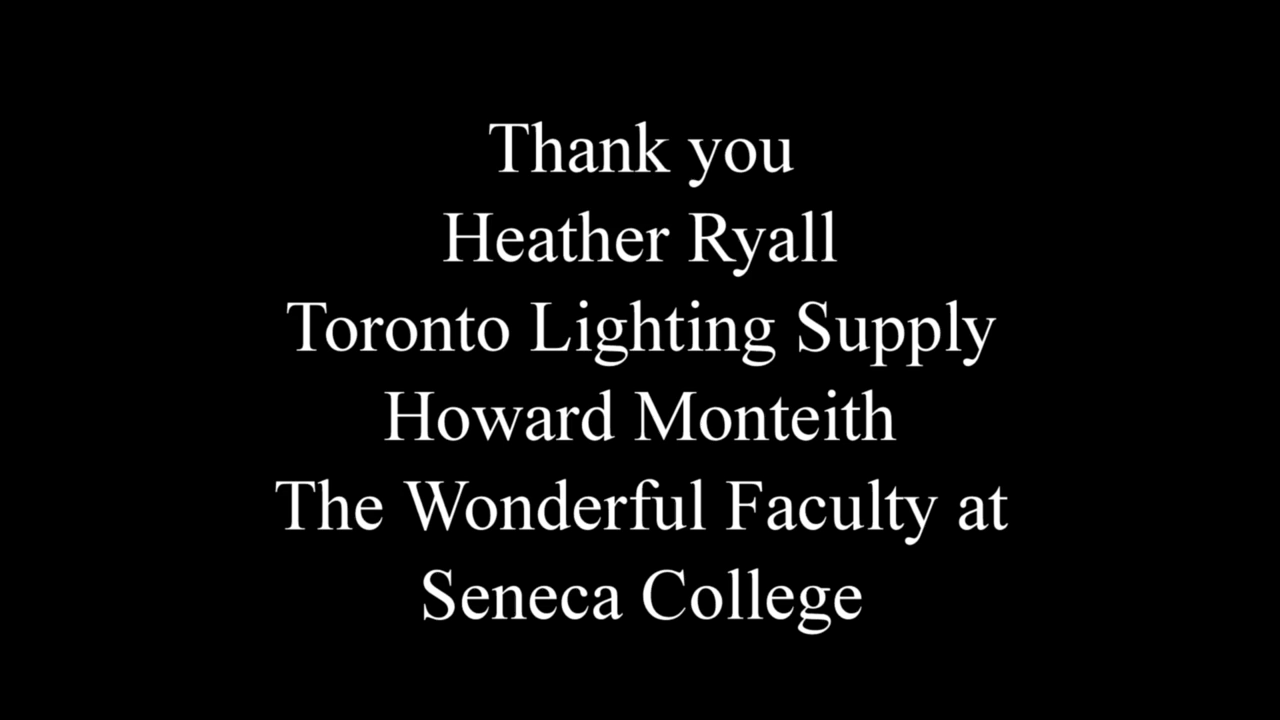 Thank you
Heather Ryall
Toronto Lighting Supply
Howard Monteith
The Wonderful Faculty at
Seneca College